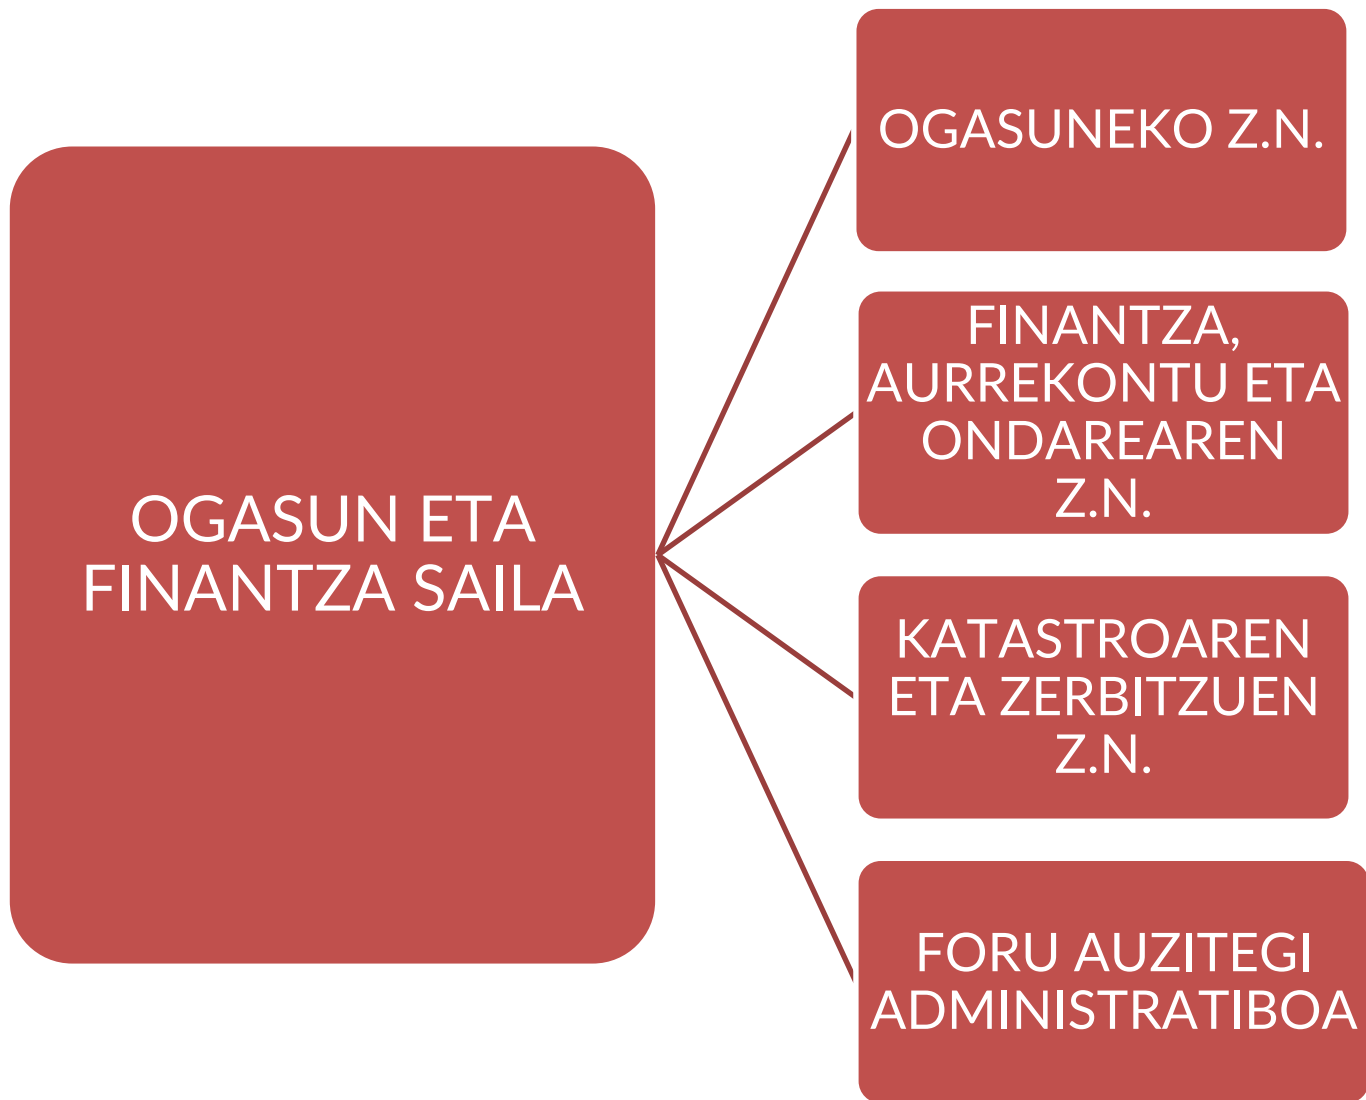 OGASUN ETA
FINANTZA SAILA
OGASUNEKO Z.N.
FINANTZA,
AURREKONTU ETA
ONDAREAREN
Z.N.
KATASTROAREN
ETA ZERBITZUEN
Z.N.
FORU AUZITEGI
ADMINISTRATIBOA